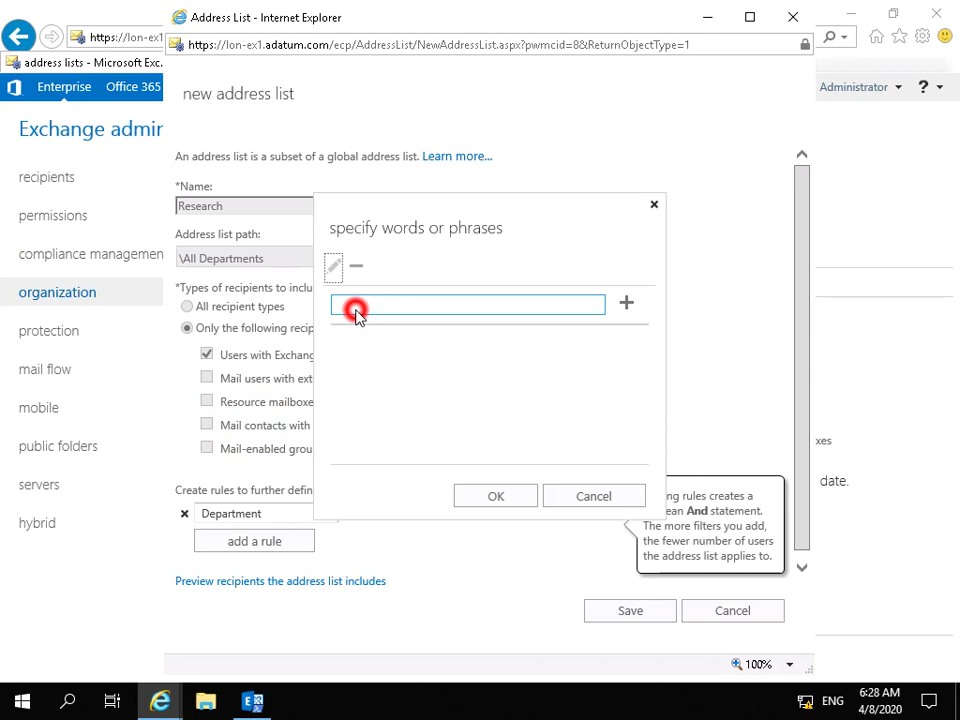 Address List - Internet Explorer
https://lon-ex1.adatum.com/ecp/AddressList/NewAddressList.aspx?pwmcid=8&ReturnObjectType=1
https://lon-ex
address lists - Microsoft Exc.
Enterprise Office 365
Administrator ?
new address list
Exchange admir
recipients
permissions
compliance managemen
organization
protection
mail flow
mobile
public folders
servers
hybrid
An address list is a subset of a global address list. Learn more...
*Name:
Research
Address list path:
\All Departments
*Types of recipients to inclu
All recipient types
Only the following recip
Users with Exchang
Mail users with ext
Resource mailboxe
Mail contacts with
Mail-enabled grou
Create rules to further defin
Department
add a rule
Preview recipients the address list includes
specify words or phrases
OK Cancel
ng rules creates a
ean And statement.
The more filters you add,
the fewer number of users
the address list applies to.
Save Cancel
xes
date.
100%
ENG
6:28 AM
4/8/2020